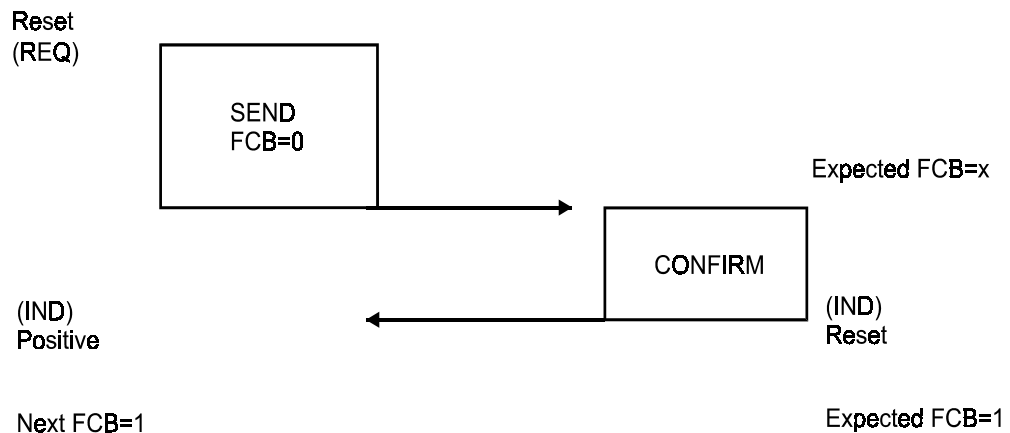 Reset
(REQ)
SEND
FCB=0
Expected FCB=x
CONFIRM
(IND)
Positive
(IND)
Reset
Next FCB=1
Expected FCB=1